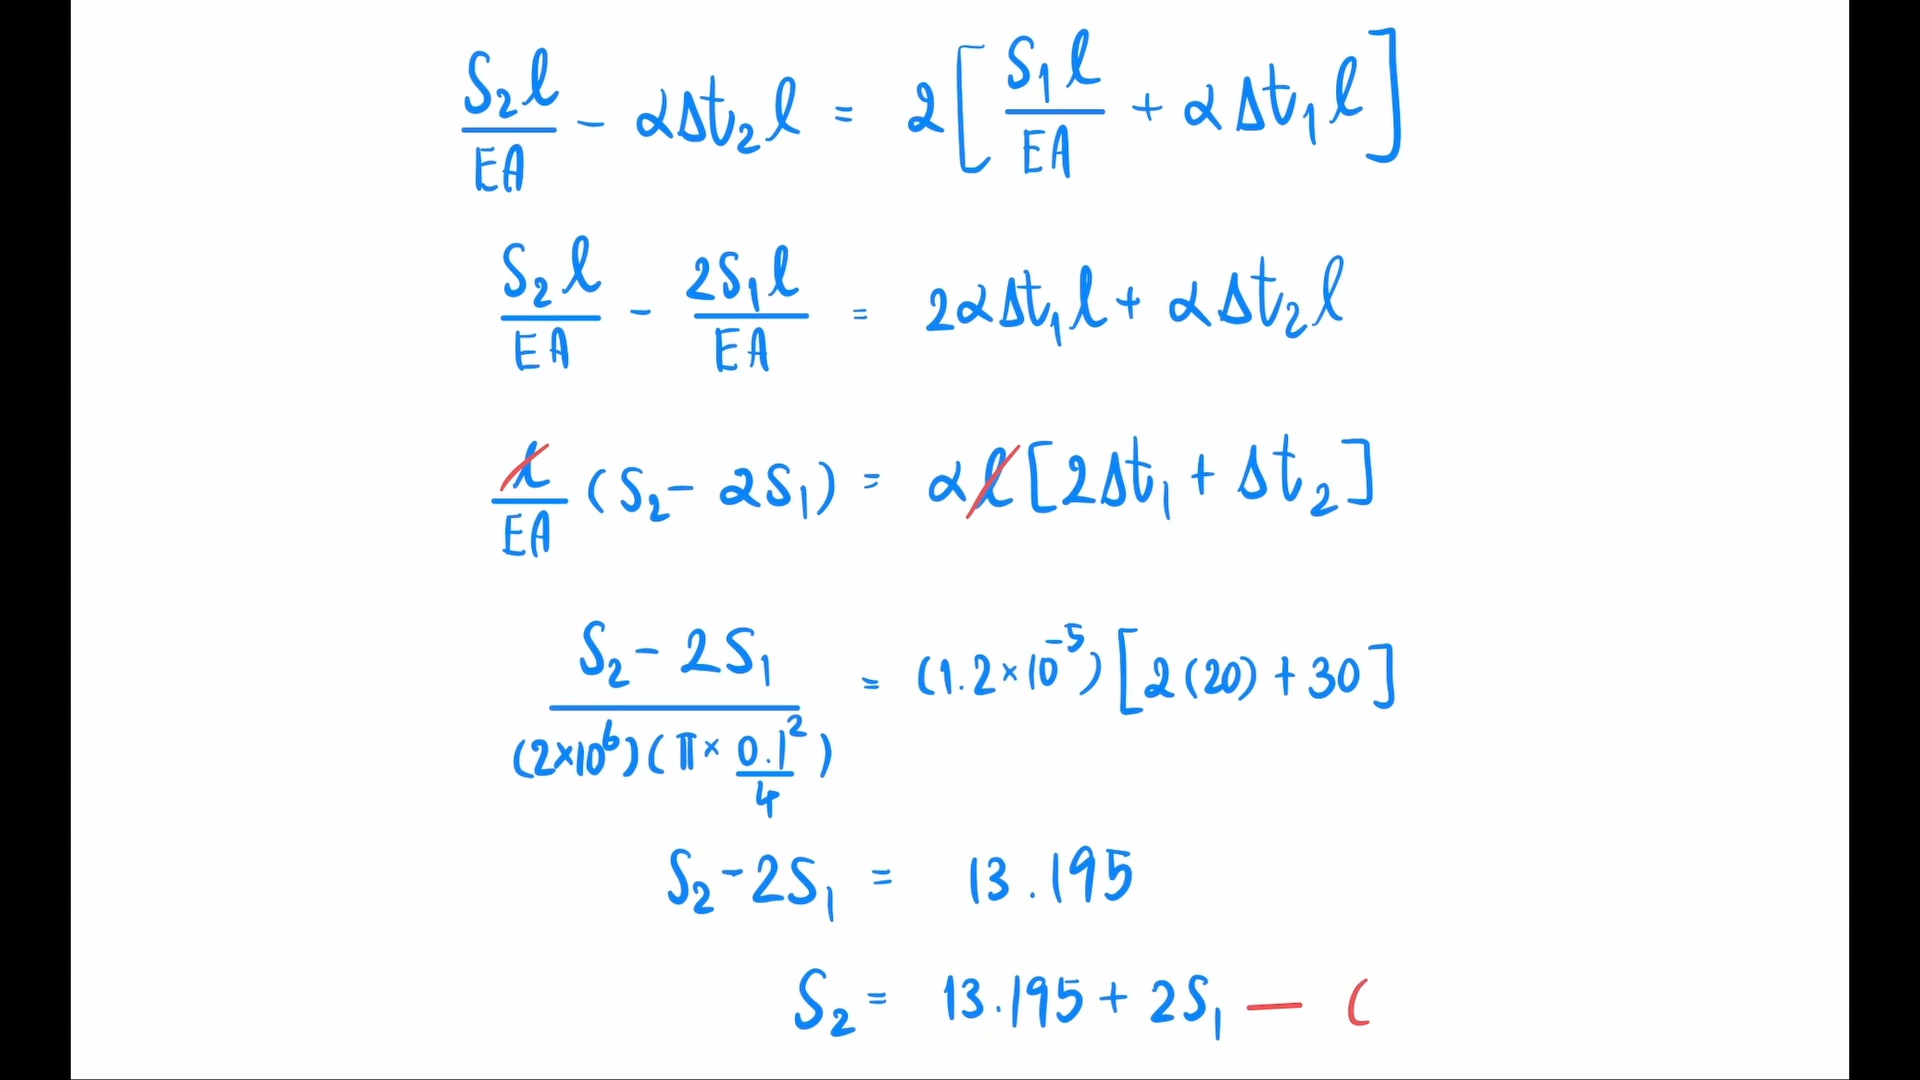 S₂l/EA - αΔt₂l = 2[S₁l/EA + αΔt₁l]
S₂l/EA - 2S₁l/EA = 2αΔt₁l + αΔt₂l
l/EA (S₂ - 2S₁) = αl[2Δt₁ + Δt₂]
S₂ - 2S₁/(2×10⁶)(π × 0.1²/4) = (1.2×10⁻⁵)[2(20) + 30]
S₂ - 2S₁ = 13.195
S₂ = 13.195 + 2S₁ — (